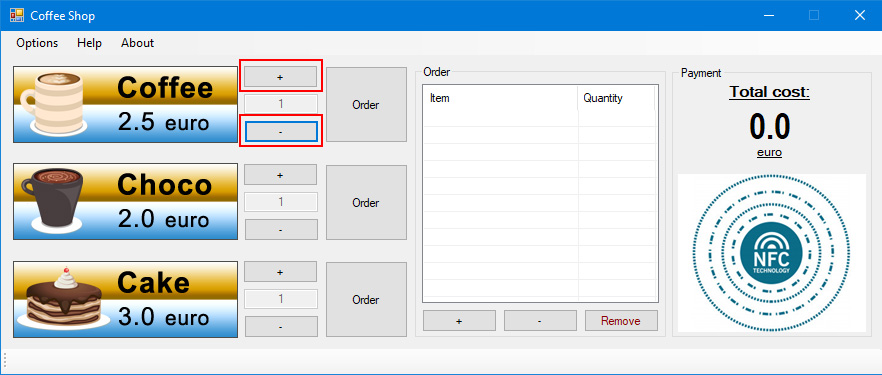 Coffee Shop
Options Help About
Coffee
2.5 euro
+
1
-
Order
Choco
2.0 euro
+
1
-
Order
Cake
3.0 euro
+
1
-
Order
Order
Item Quantity
+ - Remove
Payment
Total cost:
0.0
euro
NFC
TECHNOLOGY